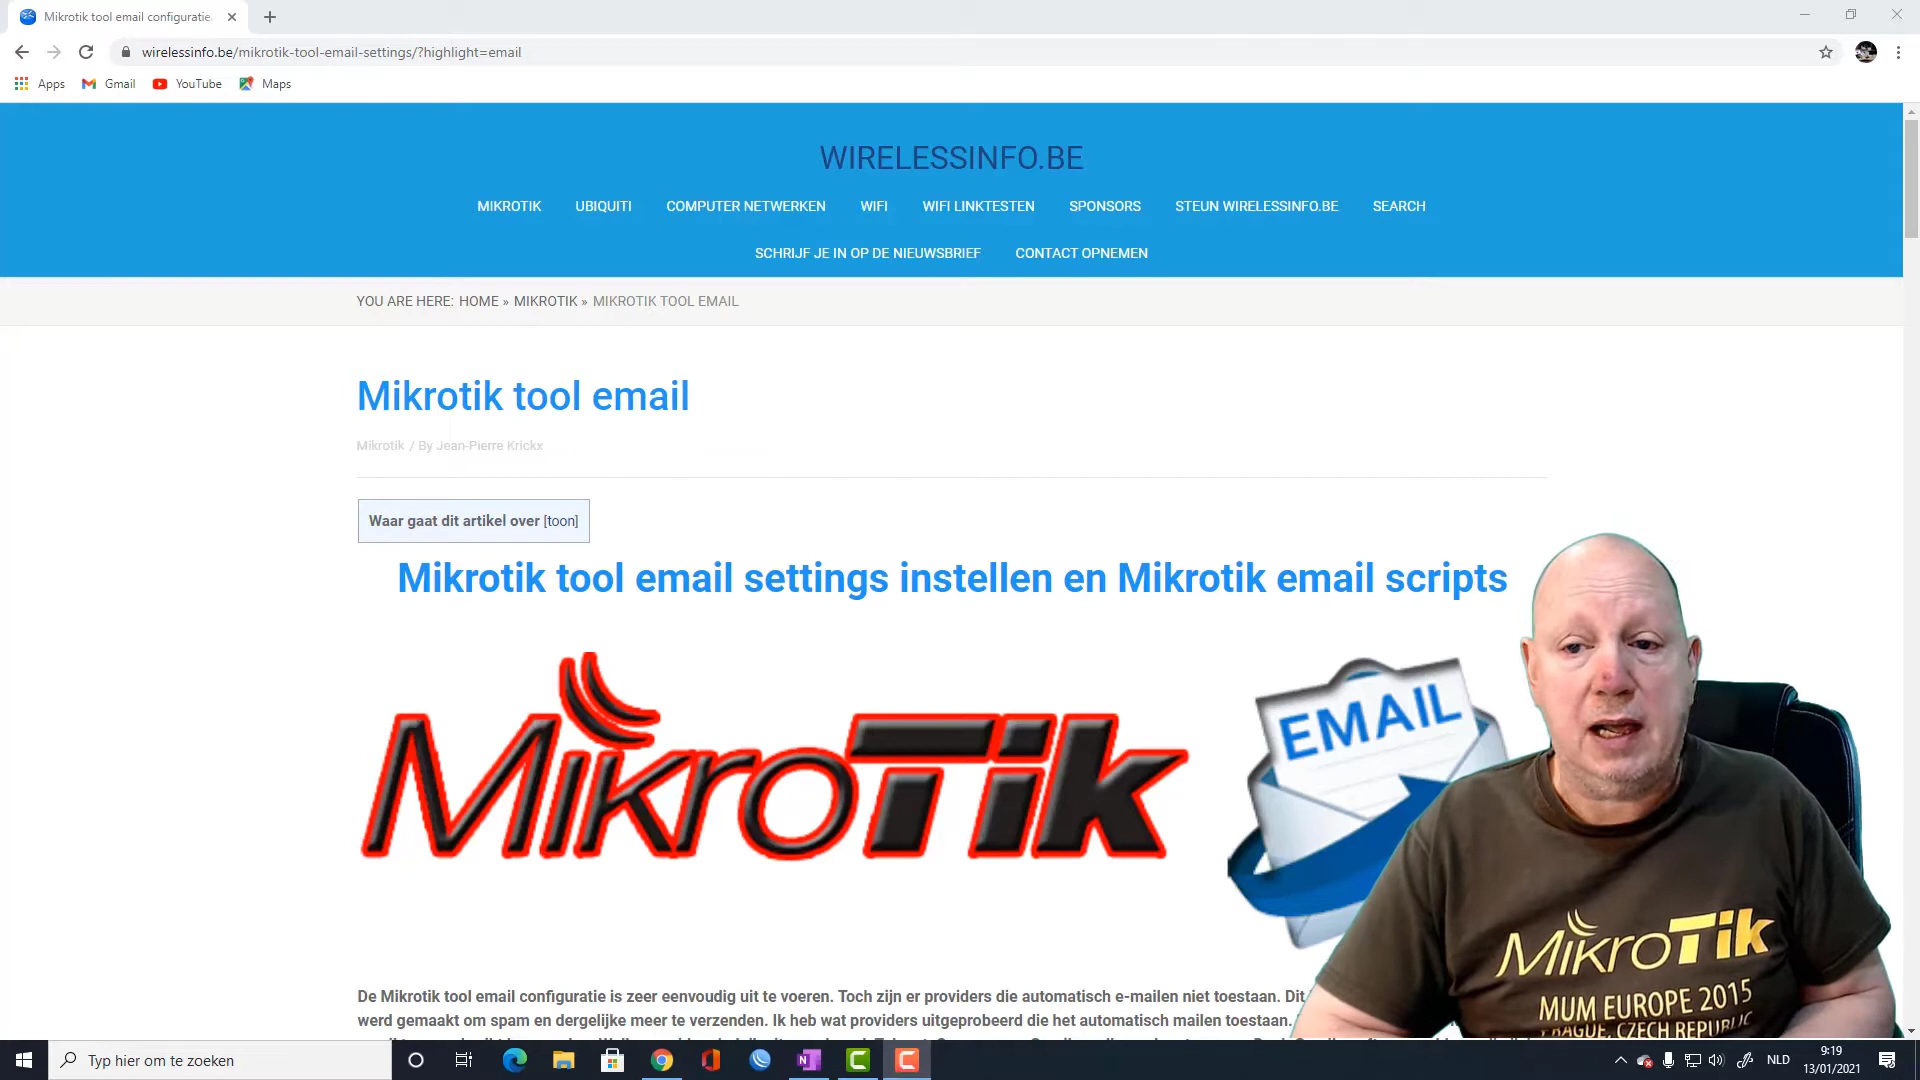 Mikrotik tool email configuratie
wirelessinfo.be/mikrotik-tool-email-settings/?highlight=email
Apps Gmail YouTube Maps
WIRELESSINFO.BE
MIKROTIK UBIQUITI COMPUTER NETWERKEN WIFI WIFI LINKTESTEN SPONSORS STEUN WIRELESSINFO.BE SEARCH
SCHRIJF JE IN OP DE NIEUWSBRIEF CONTACT OPNEMEN
YOU ARE HERE: HOME » MIKROTIK » MIKROTIK TOOL EMAIL
Mikrotik tool email
Mikrotik / By Jean-Pierre Krickx
Waar gaat dit artikel over [toon]
Mikrotik tool email settings instellen en Mikrotik email scripts
MikroTik
EMAIL
MikroTik
MUM EUROPE 2015
PRAGUE, CZECH REPUBLIC
De Mikrotik tool email configuratie is zeer eenvoudig uit te voeren. Toch zijn er providers die automatisch e-mailen niet toestaan. Dit
werd gemaakt om spam en dergelijke meer te verzenden. Ik heb wat providers uitgeprobeerd die het automatisch mailen toestaan.
Typ hier om te zoeken
NLD
9:19
13/01/2021